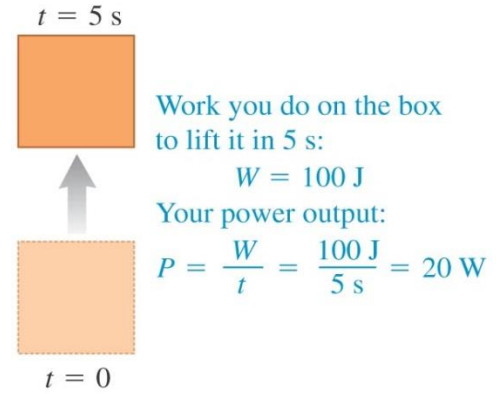 t = 5 s
Work you do on the box
to lift it in 5 s:
W = 100 J
Your power output:
P = W/t = 100 J/5 s = 20 W
t = 0